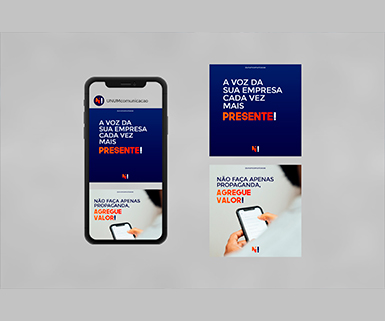 UNUMcomunicacao
A VOZ DA
SUA EMPRESA
CADA VEZ
MAIS
PRESENTE!
NÃO FAÇA APENAS
PROPAGANDA,
AGREGUE
VALOR!
A VOZ DA
SUA EMPRESA
CADA VEZ
MAIS
PRESENTE!
NÃO FAÇA APENAS
PROPAGANDA,
AGREGUE
VALOR!